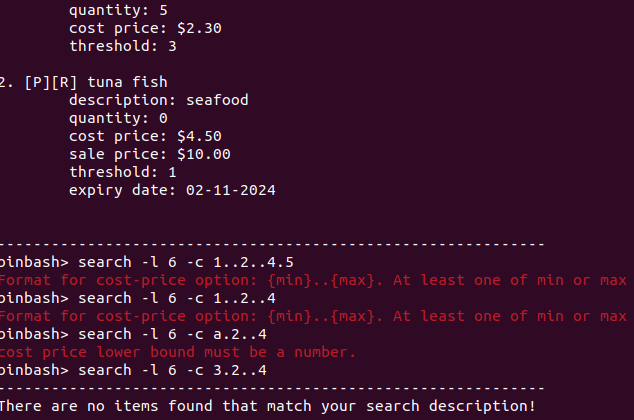 quantity: 5
cost price: $2.30
threshold: 3
2. [P][R] tuna fish
description: seafood
quantity: 0
cost price: $4.50
sale price: $10.00
threshold: 1
expiry date: 02-11-2024
-------------------------------------------------------------
binbash> search -l 6 -c 1..2..4.5
Format for cost-price option: {min}..{max}. At least one of min or max
binbash> search -l 6 -c 1..2..4
Format for cost-price option: {min}..{max}. At least one of min or max
binbash> search -l 6 -c a.2..4
cost price lower bound must be a number.
binbash> search -l 6 -c 3.2..4
-------------------------------------------------------------
There are no items found that match your search description!